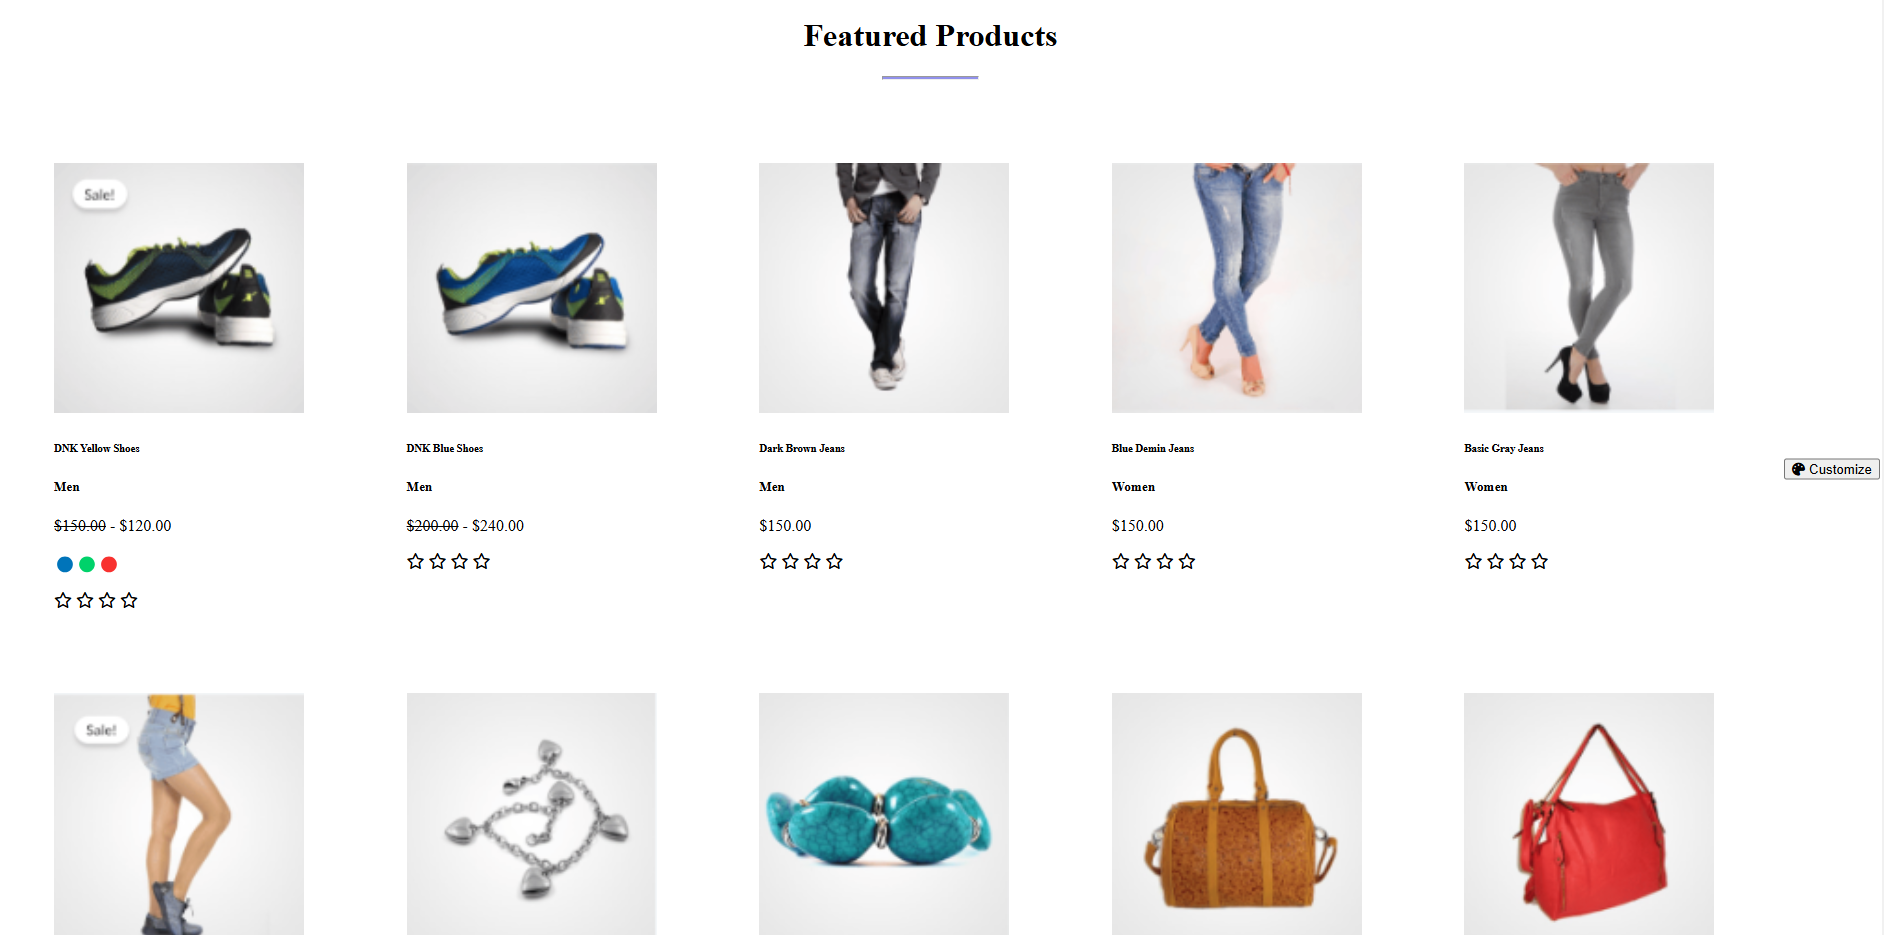 Featured Products
Sale!
DNK Yellow Shoes
Men
$150.00 - $120.00
DNK Blue Shoes
Men
$200.00 - $240.00
Dark Brown Jeans
Men
$150.00
Blue Demin Jeans
Women
$150.00
Basic Gray Jeans
Women
$150.00
Customize
Sale!